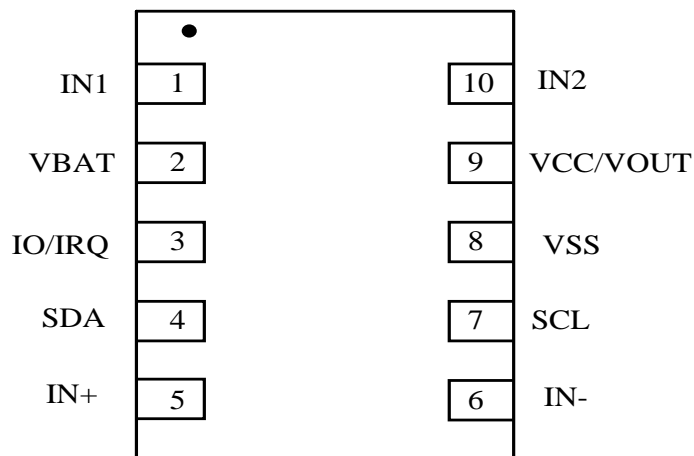 IN1 1 10 IN2
VBAT 2 9 VCC/VOUT
IO/IRQ 3 8 VSS
SDA 4 7 SCL
IN+ 5 6 IN-